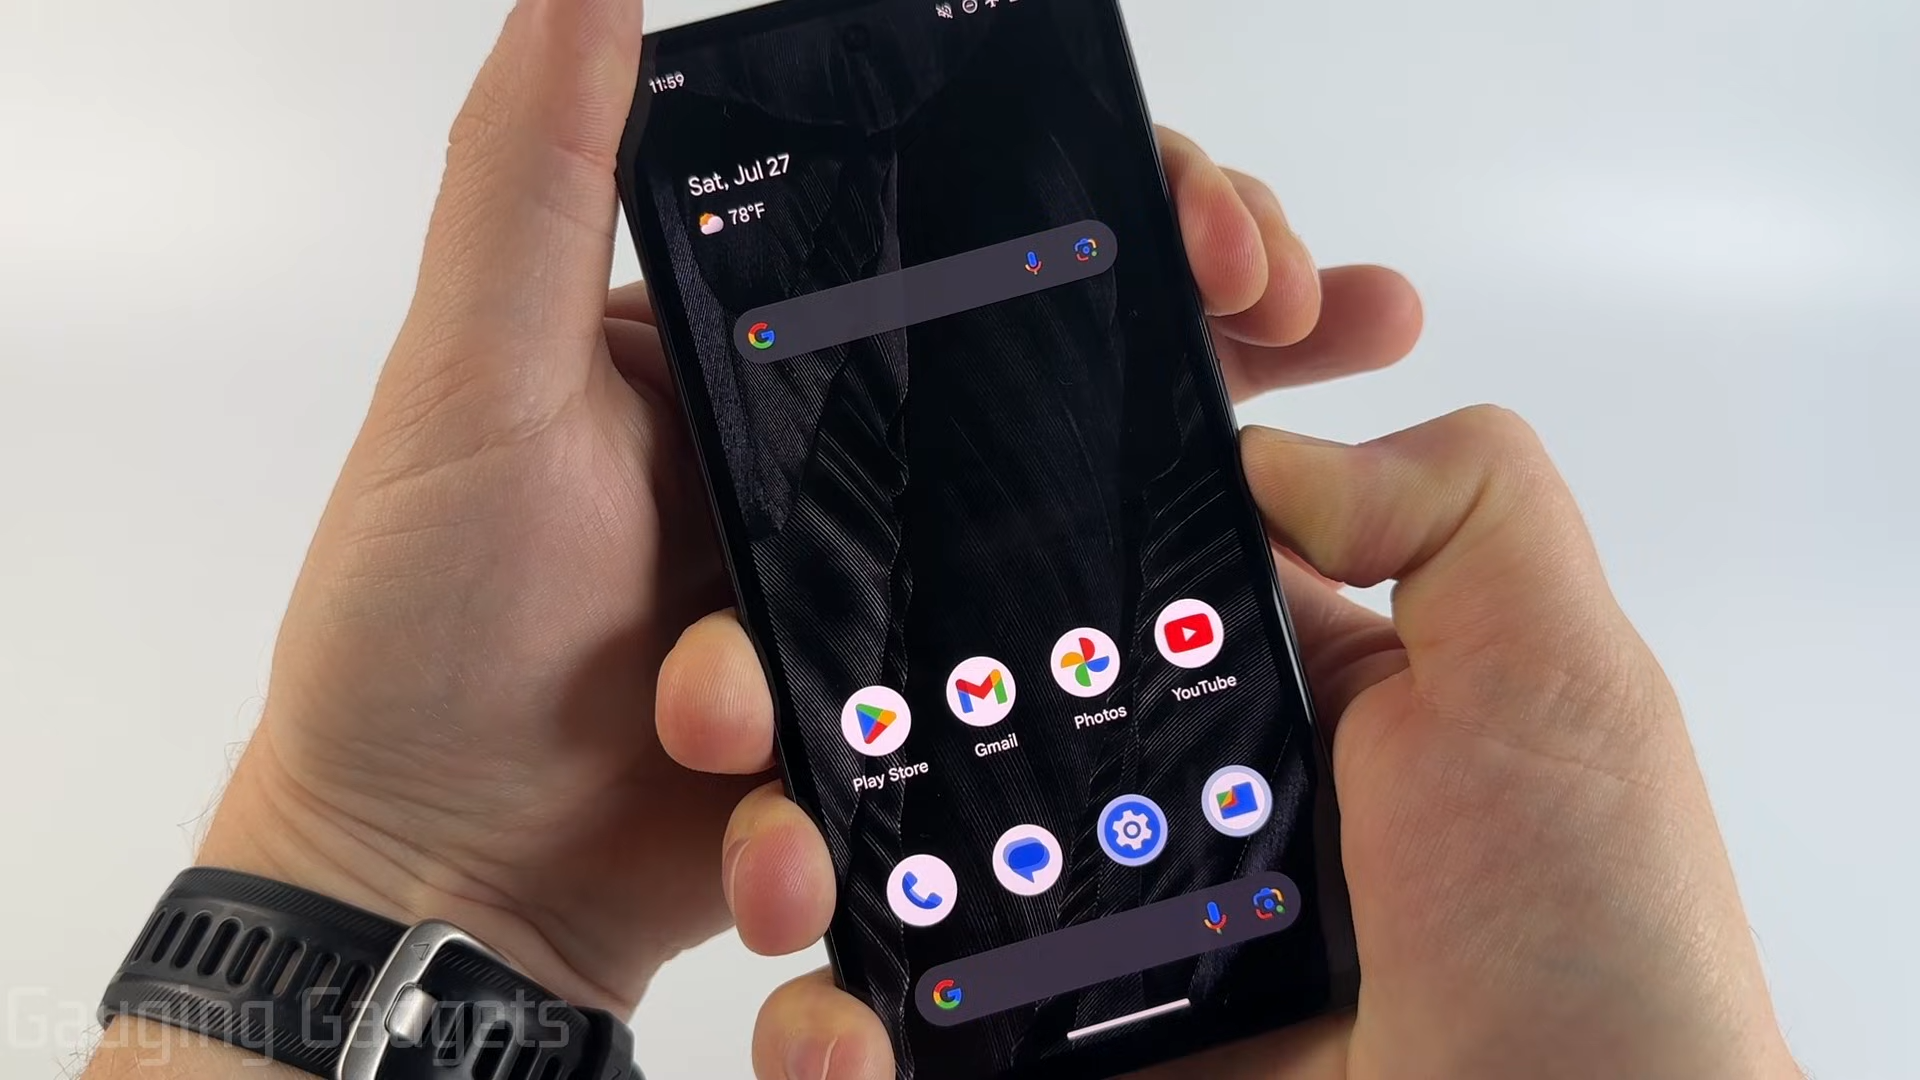 11:59
Sat, Jul 27
78°F
Play Store
Gmail
Photos
YouTube
Gauging Gadgets